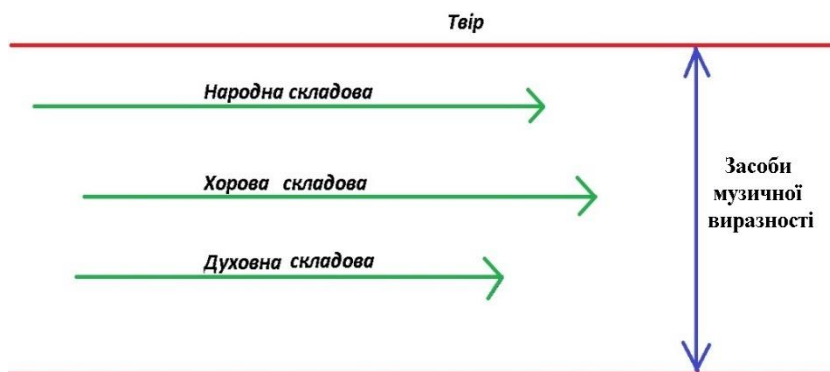 Твір
Народна складова
Хорова складова
Духовна складова
Засоби
музичної
виразності